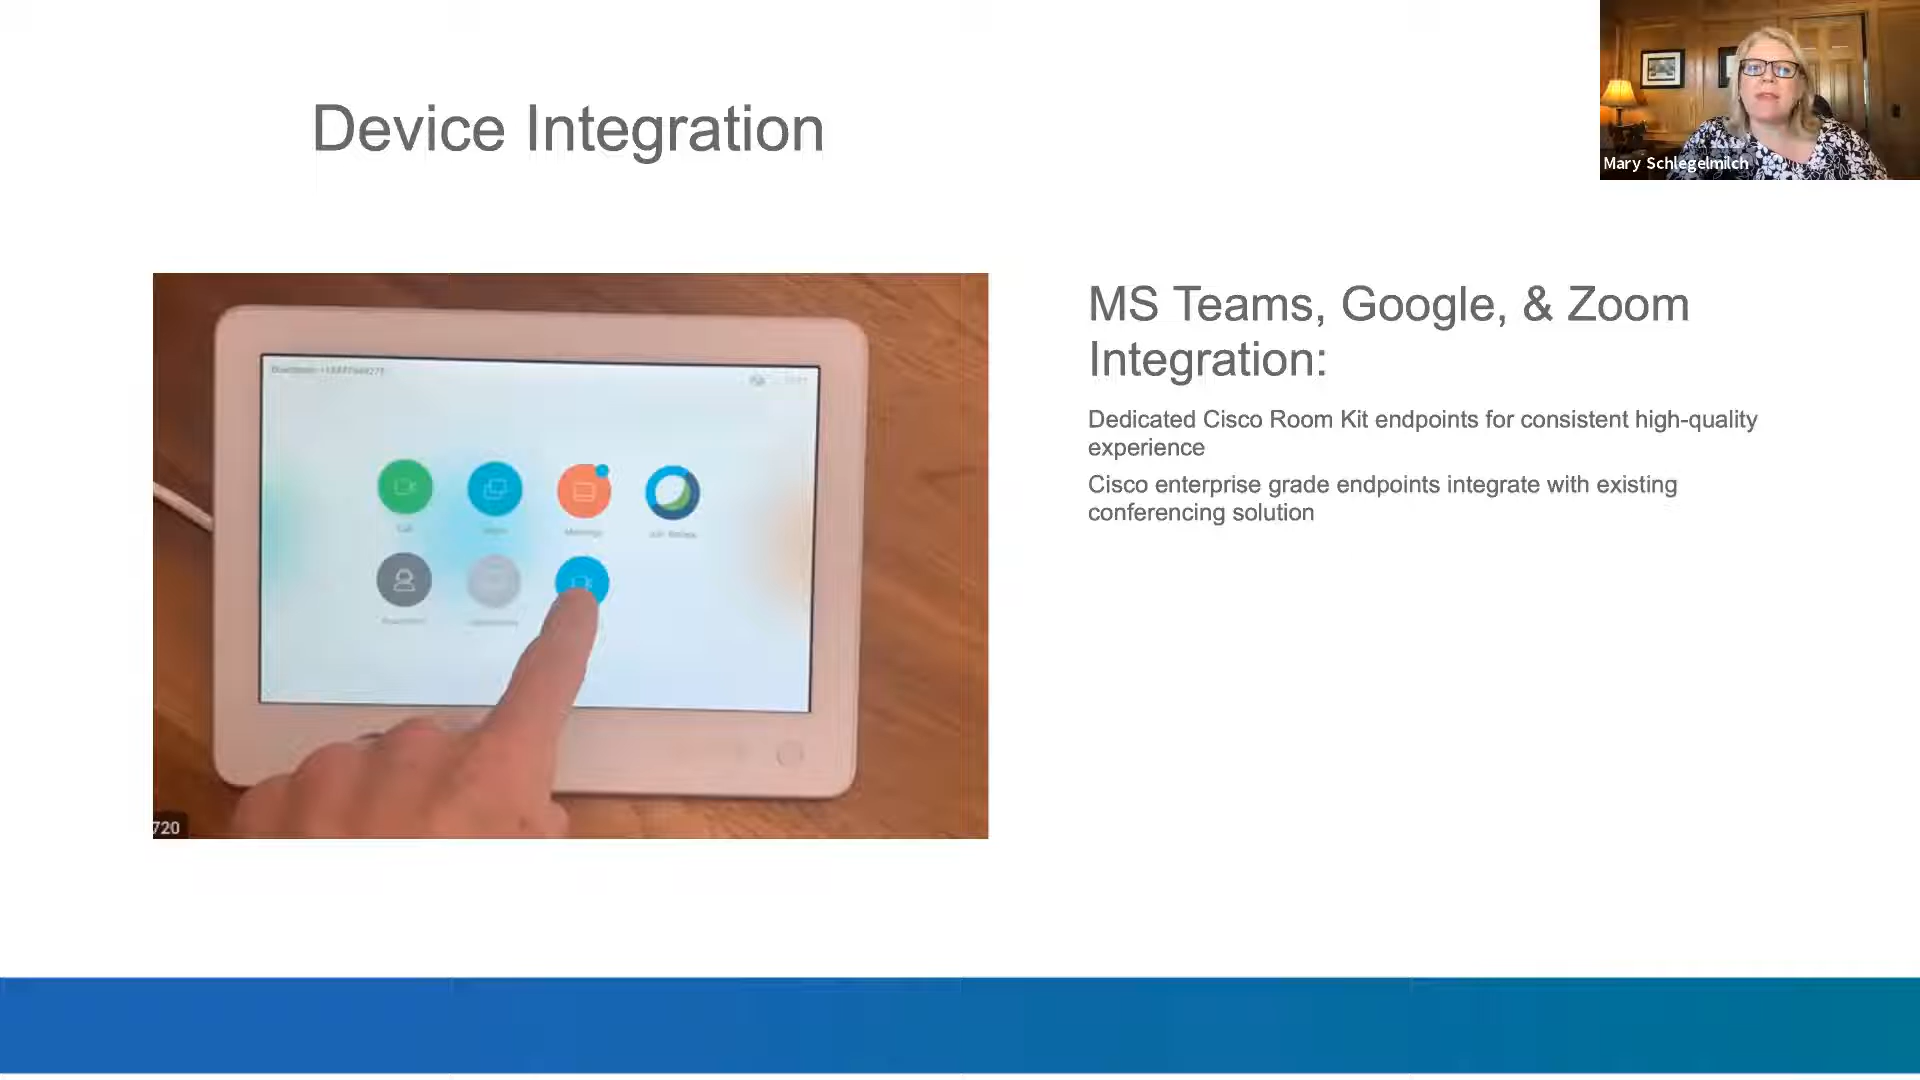 Device Integration
Mary Schlegelmilch
MS Teams, Google, & Zoom
Integration:
Dedicated Cisco Room Kit endpoints for consistent high-quality
experience
Cisco enterprise grade endpoints integrate with existing
conferencing solution
Call
720